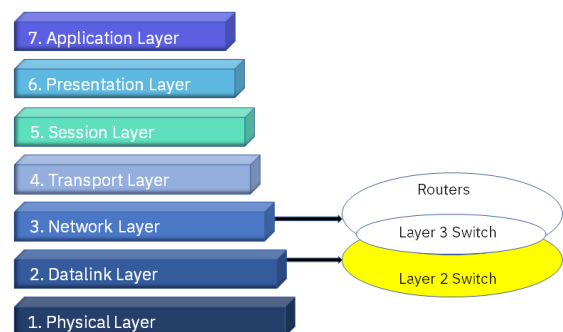 7. Application Layer
6. Presentation Layer
5. Session Layer
4. Transport Layer
3. Network Layer
2. Datalink Layer
1. Physical Layer
Routers
Layer 3 Switch
Layer 2 Switch